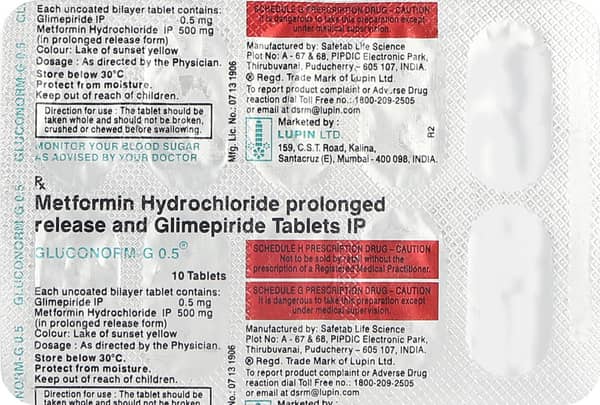 Each uncoated bilayer tablet contains:
Glimepiride IP 0.5 mg
Metformin Hydrochloride IP 500 mg
(in prolonged release form)
Colour: Lake of sunset yellow
Dosage : As directed by the Physician.
Store below 30°C
Protect from moisture.
Keep out of reach of children.
Direction for use : The tablet should be
taken whole and should not be broken,
crushed or chewed before swallowing.
MONITOR YOUR BLOOD SUGAR
AS ADVISED BY YOUR DOCTOR
GLUCONORM-G 0.5
Mfg. Lic. No.: 07 13 1906
SCHEDULE G PRESCRIPTION DRUG – CAUTION
It is dangerous to take this preparation except
under medical supervision.
Manufactured by: Safetab Life Science
Plot No: A - 67 & 68, PIPDIC Electronic Park,
Thirubuvanai, Puducherry – 605 107, INDIA.
® Regd. Trade Mark of Lupin Ltd.
To report product complaint or Adverse Drug
reaction dial Toll Free no.: 1800-209-2505
or email at dsrm@lupin.com
Marketed by :
LUPIN LTD.
159, C.S.T. Road, Kalina,
Santacruz (E), Mumbai - 400 098, INDIA.
R2
Rx
Metformin Hydrochloride prolonged
release and Glimepiride Tablets IP
GLUCONORM-G 0.5®
10 Tablets
SCHEDULE H PRESCRIPTION DRUG – CAUTION
Not to be sold by retail without the
prescription of a Registered Medical Practitioner.
SCHEDULE G PRESCRIPTION DRUG – CAUTION
It is dangerous to take this preparation except
under medical supervision.
Each uncoated bilayer tablet contains:
Glimepiride IP 0.5 mg
Metformin Hydrochloride IP 500 mg
(in prolonged release form)
Colour: Lake of sunset yellow
Dosage : As directed by the Physician.
Store below 30°C.
Protect from moisture.
Keep out of reach of children.
Direction for use : The tablet should be
taken whole and should not be broken
NORM-G 0.5
No.: 07 13 1906
Manufactured by: Safetab Life Science
Plot No: A - 67 & 68, PIPDIC Electronic Park,
Thirubuvanai, Puducherry – 605 107, INDIA.
® Regd. Trade Mark of Lupin Ltd.
To report product complaint or Adverse Drug
reaction dial Toll Free no.: 1800-209-2505
or email at dsrm@lupin.com
Marketed by :